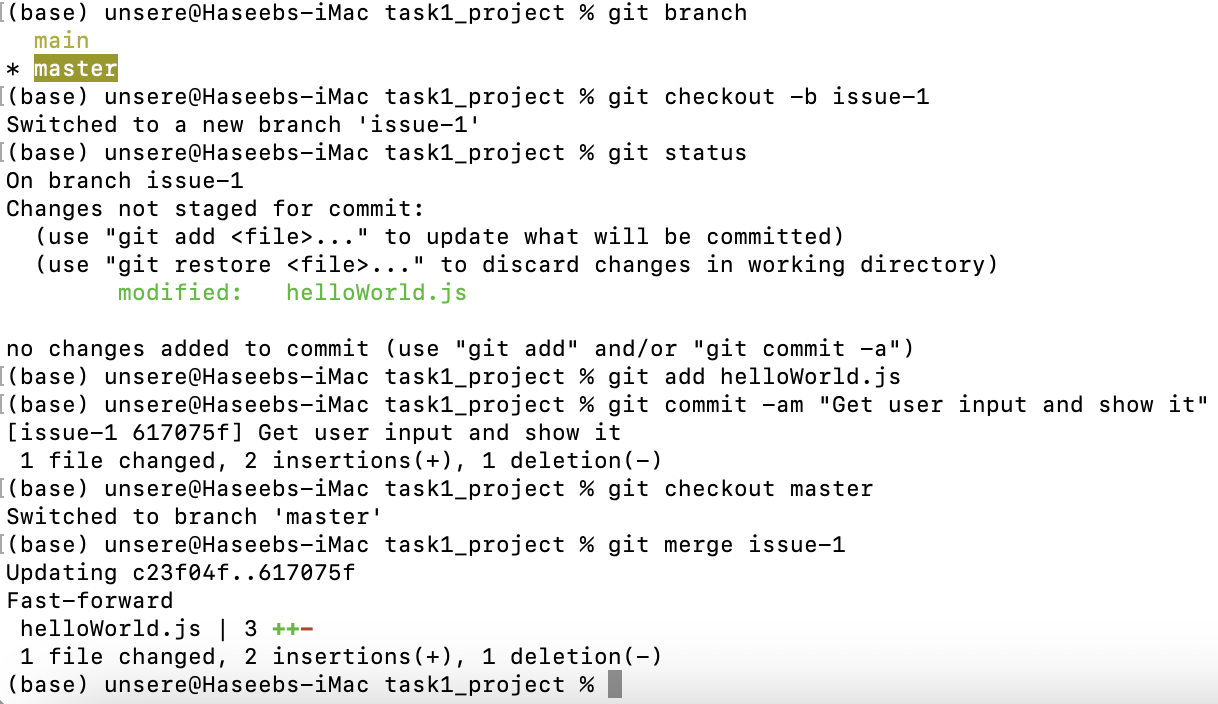 (base) unsere@Haseebs-iMac task1_project % git branch
  main
* master
(base) unsere@Haseebs-iMac task1_project % git checkout -b issue-1
Switched to a new branch 'issue-1'
(base) unsere@Haseebs-iMac task1_project % git status
On branch issue-1
Changes not staged for commit:
  (use "git add <file>..." to update what will be committed)
  (use "git restore <file>..." to discard changes in working directory)
        modified:   helloWorld.js

no changes added to commit (use "git add" and/or "git commit -a")
(base) unsere@Haseebs-iMac task1_project % git add helloWorld.js
(base) unsere@Haseebs-iMac task1_project % git commit -am "Get user input and show it"
[issue-1 617075f] Get user input and show it
 1 file changed, 2 insertions(+), 1 deletion(-)
(base) unsere@Haseebs-iMac task1_project % git checkout master
Switched to branch 'master'
(base) unsere@Haseebs-iMac task1_project % git merge issue-1
Updating c23f04f..617075f
Fast-forward
 helloWorld.js | 3 ++-
 1 file changed, 2 insertions(+), 1 deletion(-)
(base) unsere@Haseebs-iMac task1_project %